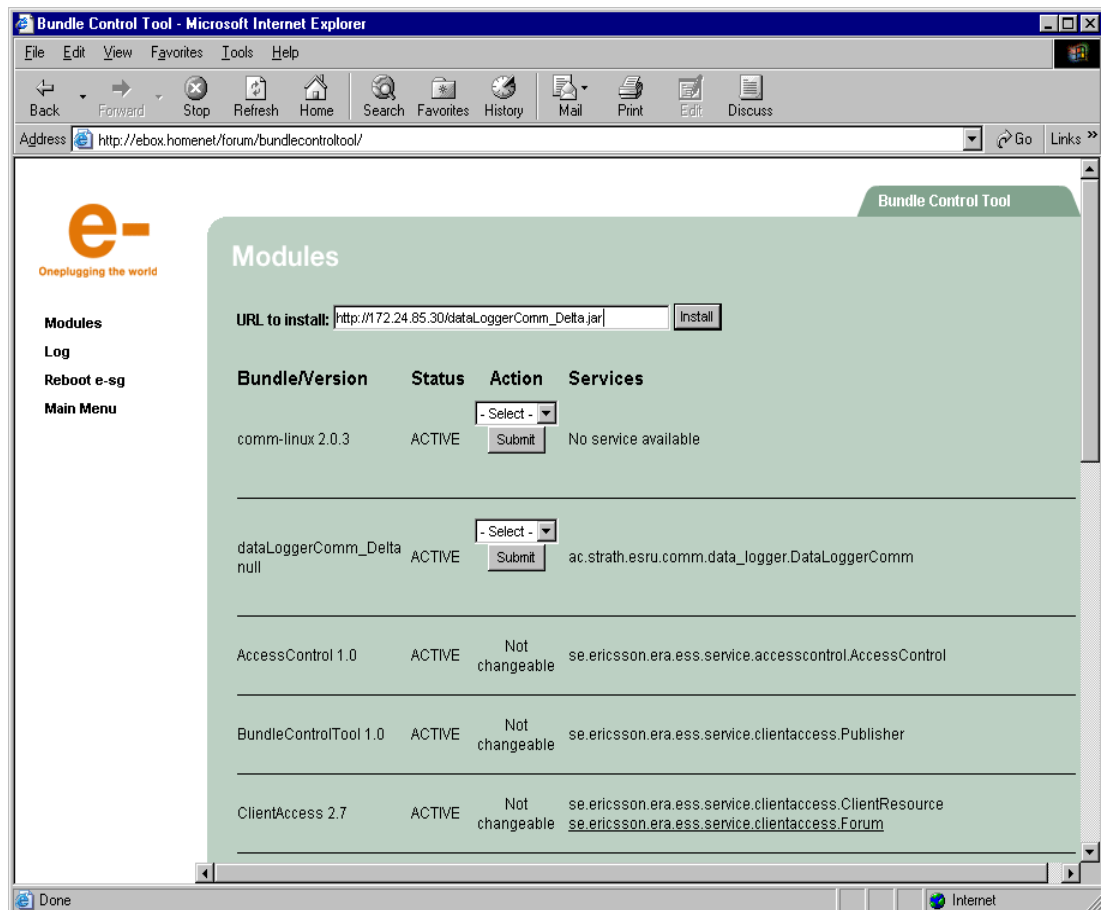 Bundle Control Tool - Microsoft Internet Explorer
File Edit View Favorites Tools Help
Back Forward Stop Refresh Home Search Favorites History Mail Print Edit Discuss
Address http://ebox.homenet/forum/bundlecontroltool/ Go Links »
Bundle Control Tool
e-
Oneplugging the world
Modules
Log
Reboot e-sg
Main Menu
Modules
URL to install: http://172.24.85.30/dataLoggerComm_Delta.jar Install
Bundle/Version Status Action Services
- Select -
comm-linux 2.0.3 ACTIVE Submit No service available
- Select -
dataLoggerComm_Delta
null ACTIVE Submit ac.strath.esru.comm.data_logger.DataLoggerComm
AccessControl 1.0 ACTIVE Not
changeable se.ericsson.era.ess.service.accesscontrol.AccessControl
BundleControlTool 1.0 ACTIVE Not
changeable se.ericsson.era.ess.service.clientaccess.Publisher
ClientAccess 2.7 ACTIVE Not
changeable se.ericsson.era.ess.service.clientaccess.ClientResource
se.ericsson.era.ess.service.clientaccess.Forum
Done Internet